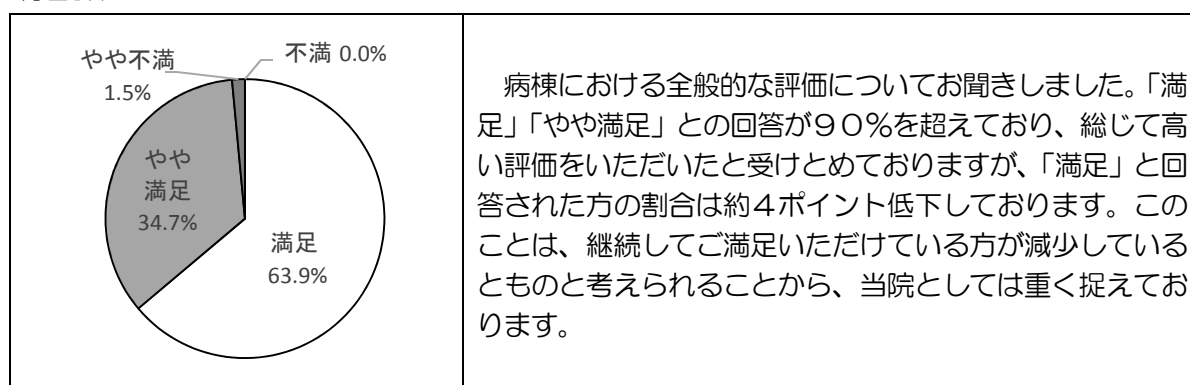 やや不満
1.5%
不満 0.0%
やや
満足
34.7%
満足
63.9%
病棟における全般的な評価についてお聞きしました。「満
足」「やや満足」との回答が90%を超えており、総じて高
い評価をいただいたと受けとめておりますが、「満足」と回
答された方の割合は約4ポイント低下しております。この
ことは、継続してご満足いただけている方が減少している
とものと考えられることから、当院としては重く捉えてお
ります。